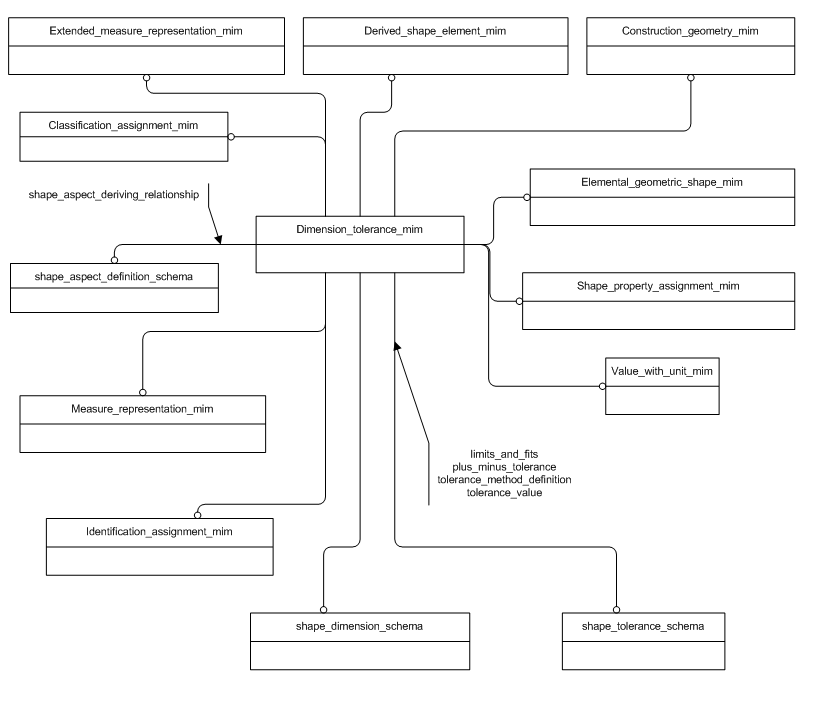 Extended_measure_representation_mim
Derived_shape_element_mim
Construction_geometry_mim
Classification_assignment_mim
Elemental_geometric_shape_mim
shape_aspect_deriving_relationship
Dimension_tolerance_mim
shape_aspect_definition_schema
Shape_property_assignment_mim
Value_with_unit_mim
Measure_representation_mim
limits_and_fits
plus_minus_tolerance
tolerance_method_definition
tolerance_value
Identification_assignment_mim
shape_dimension_schema
shape_tolerance_schema